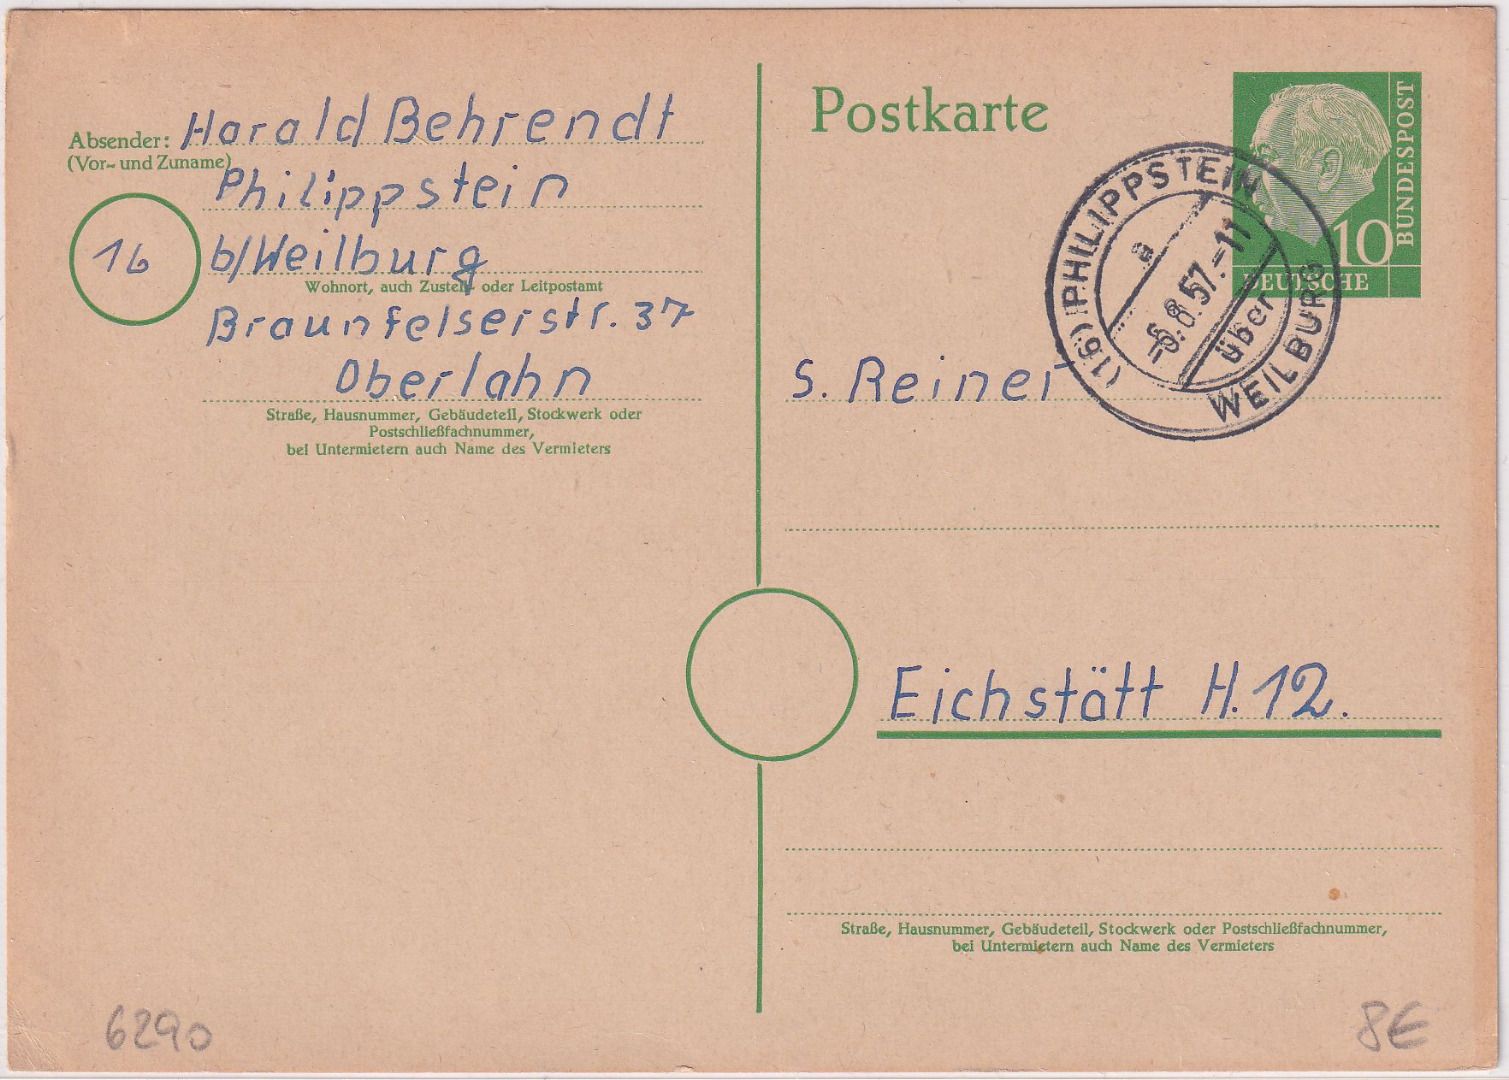 Absender: Harald Behrendt
(Vor- und Zuname)
Philippstein
16
b/Weilburg
Wohnort, auch Zustell- oder Leitpostamt
Braunfelserstr. 37
Oberlahn
Straße, Hausnummer, Gebäudeteil, Stockwerk oder
Postschließfachnummer,
bei Untermietern auch Name des Vermieters
Postkarte
BUNDESPOST
10
DEUTSCHE
(16) PHILIPPSTEIN
a
-6.8.57.-11
über
WEILBURG
S. Reiner
Eichstätt H.12.
Straße, Hausnummer, Gebäudeteil, Stockwerk oder Postschließfachnummer,
bei Untermietern auch Name des Vermieters
6290
8€